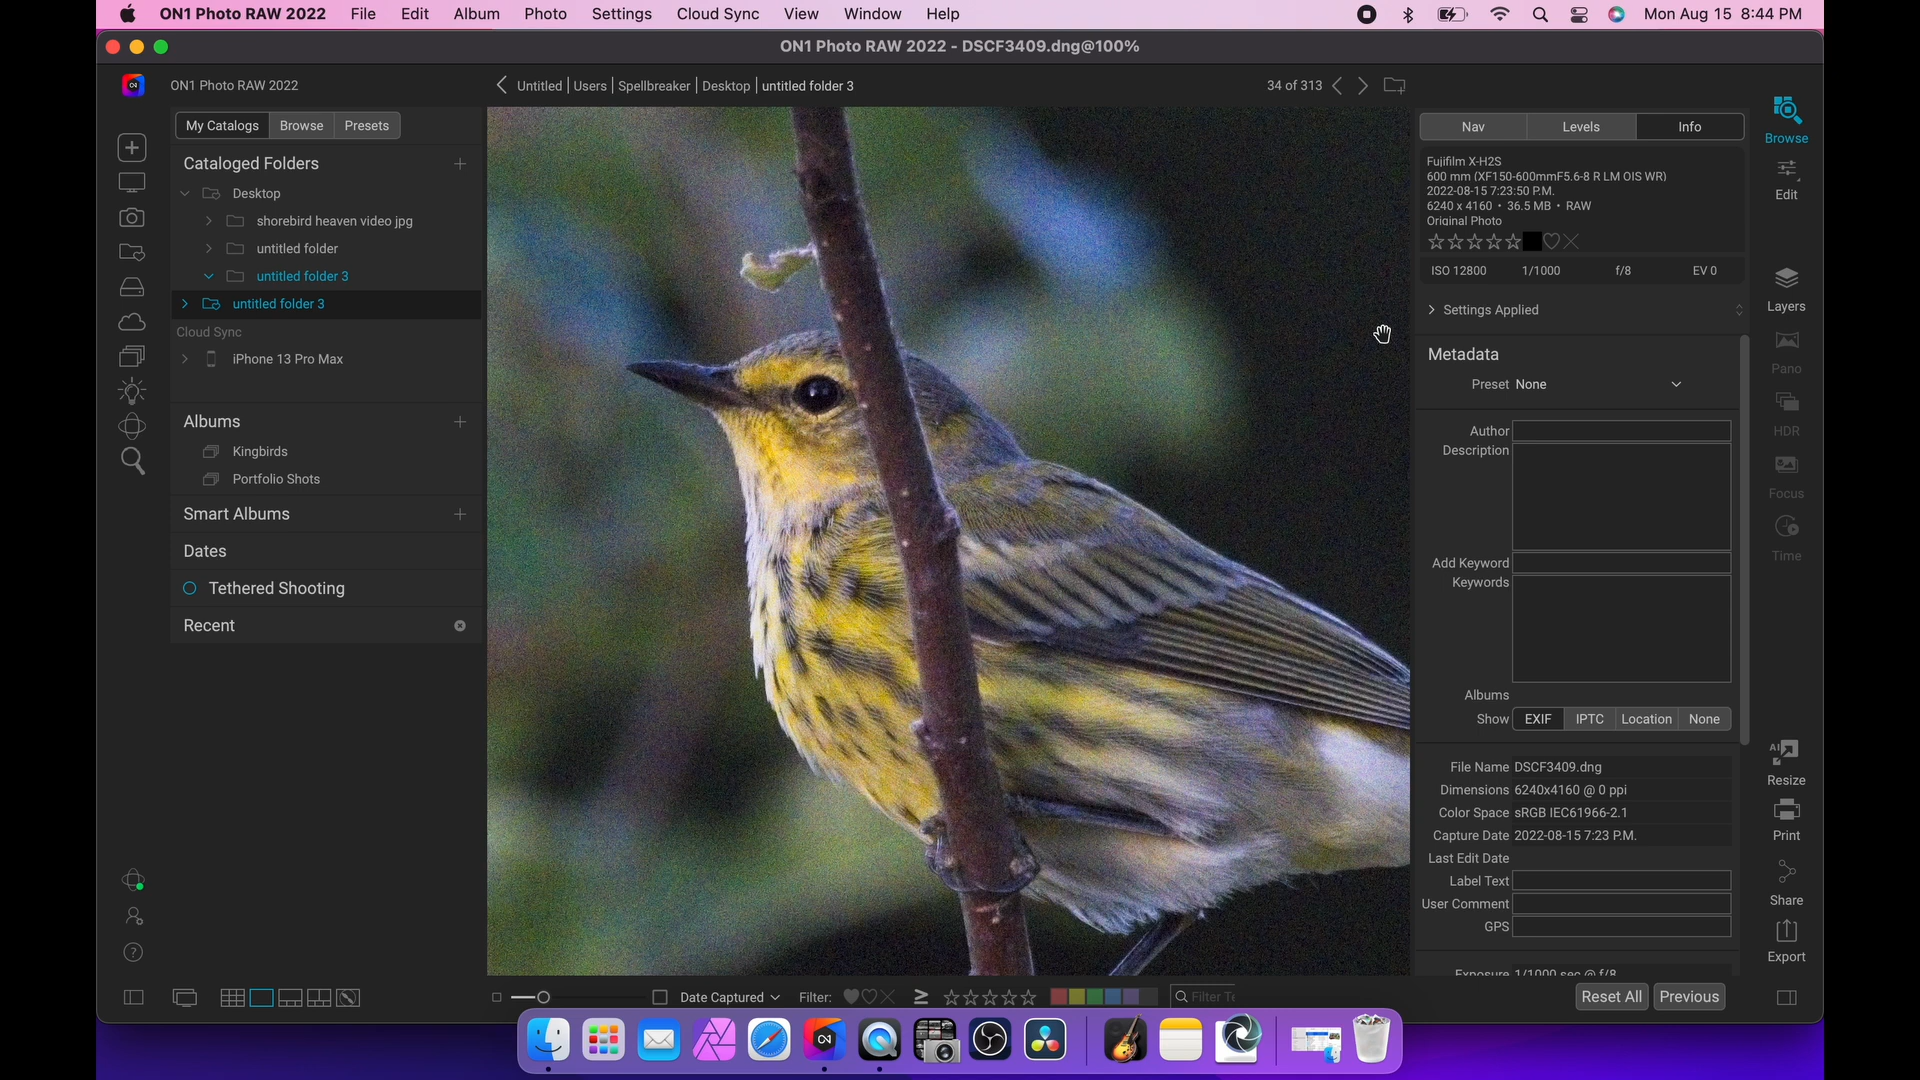 ON1 Photo RAW 2022 File Edit Album Photo Settings Cloud Sync View Window Help Mon Aug 15 8:44 PM
ON1 Photo RAW 2022 - DSCF3409.dng@100%
ON1 Photo RAW 2022
Untitled Users Spellbreaker Desktop untitled folder 3
34 of 313
My Catalogs Browse Presets
Cataloged Folders
Desktop
shorebird heaven video jpg
untitled folder
untitled folder 3
untitled folder 3
Cloud Sync
iPhone 13 Pro Max
Albums
Kingbirds
Portfolio Shots
Smart Albums
Dates
Tethered Shooting
Recent
Nav Levels Info
Fujifilm X-H2S
600 mm (XF150-600mmF5.6-8 R LM OIS WR)
2022-08-15 7:23:50 P.M.
6240 x 4160 • 36.5 MB • RAW
Original Photo
ISO 12800 1/1000 f/8 EV 0
Settings Applied
Metadata
Preset None
Author
Description
Add Keyword
Keywords
Albums
Show EXIF IPTC Location None
File Name DSCF3409.dng
Dimensions 6240x4160 @ 0 ppi
Color Space sRGB IEC61966-2.1
Capture Date 2022-08-15 7:23 P.M.
Last Edit Date
Label Text
User Comment
GPS
Exposure 1/1000 sec @ f/8
Browse
Edit
Layers
Pano
HDR
Focus
Time
AI
Resize
Print
Share
Export
Date Captured Filter: Filter Te
Reset All Previous